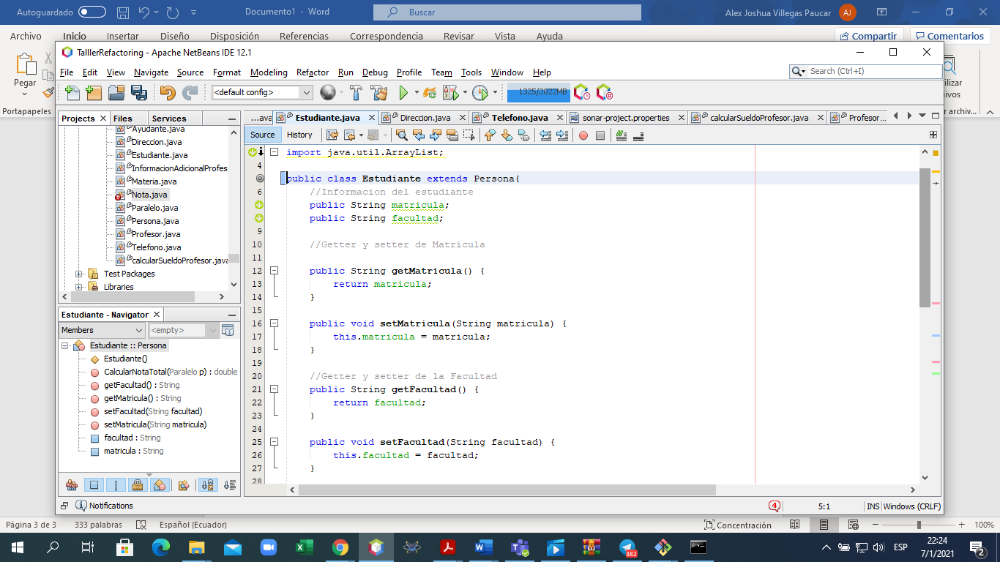 Autoguardado
Documento1 - Word
Buscar
Alex Joshua Villegas Paucar
AJ
Archivo Inicio Insertar Diseño Disposición Referencias Correspondencia Revisar Vista Ayuda
Compartir
Comentarios
Pegar
Portapapeles
TalllerRefactoring - Apache NetBeans IDE 12.1
File Edit View Navigate Source Format Modeling Refactor Run Debug Profile Team Tools Window Help
Search (Ctrl+I)
<default config>
1325/2022MB
Projects Files Services
...ava Estudiante.java Direccion.java Telefono.java sonar-project.properties calcularSueldoProfesor.java Profesor...
Source History
Ayudante.java
Direccion.java
Estudiante.java
InformacionAdicionalProfes
Materia.java
Nota.java
Paralelo.java
Persona.java
Profesor.java
Telefono.java
calcularSueldoProfesor.java
Test Packages
Libraries
Estudiante - Navigator
Members
<empty>
Estudiante :: Persona
Estudiante()
CalcularNotaTotal(Paralelo p) : double
getFacultad() : String
getMatricula() : String
setFacultad(String facultad)
setMatricula(String matricula)
facultad : String
matricula : String
import java.util.ArrayList;
4
public class Estudiante extends Persona{
6 //Informacion del estudiante
public String matricula;
public String facultad;
9
10 //Getter y setter de Matricula
11
12 public String getMatricula() {
13 return matricula;
14 }
15
16 public void setMatricula(String matricula) {
17 this.matricula = matricula;
18 }
19
20 //Getter y setter de la Facultad
21 public String getFacultad() {
22 return facultad;
23 }
24
25 public void setFacultad(String facultad) {
26 this.facultad = facultad;
27 }
28
Notifications
4
5:1
INS
Windows (CRLF)
Página 3 de 3
333 palabras
Español (Ecuador)
Concentración
100%
382
ESP
22:24
7/1/2021
2